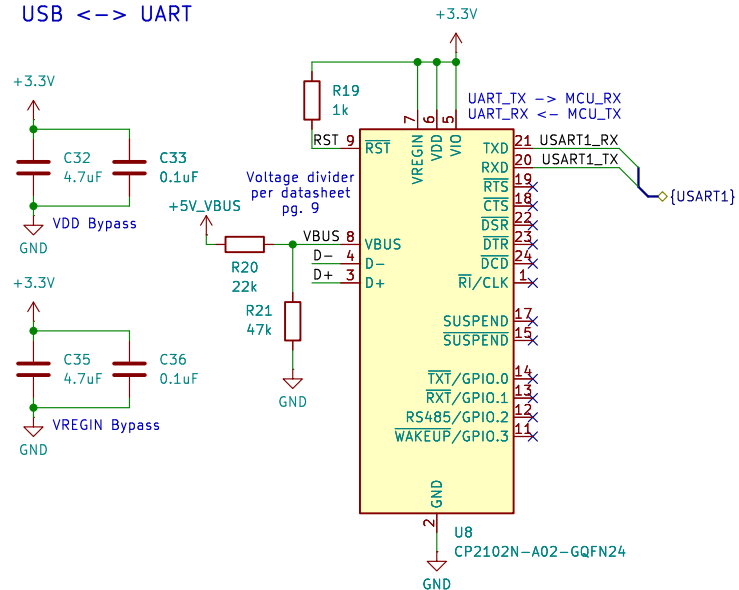 USB <-> UART
+3.3V
+3.3V
R19
1k
UART_TX -> MCU_RX
UART_RX <- MCU_TX
7
6
5
RST 9
RST
VREGIN
VDD
VIO
TXD
21
USART1_RX
RXD
20
USART1_TX
RTS
19
CTS
18
{USART1}
DSR
22
DTR
23
DCD
24
RI/CLK
1
C32
4.7uF
C33
0.1uF
VDD Bypass
GND
Voltage divider
per datasheet
pg. 9
+5V_VBUS
VBUS 8
VBUS
D- 4
D-
D+ 3
D+
R20
22k
R21
47k
GND
+3.3V
C35
4.7uF
C36
0.1uF
VREGIN Bypass
GND
SUSPEND
17
SUSPEND
15
TXT/GPIO.0
14
RXT/GPIO.1
13
RS485/GPIO.2
12
WAKEUP/GPIO.3
11
GND
2
U8
CP2102N-A02-GQFN24
GND